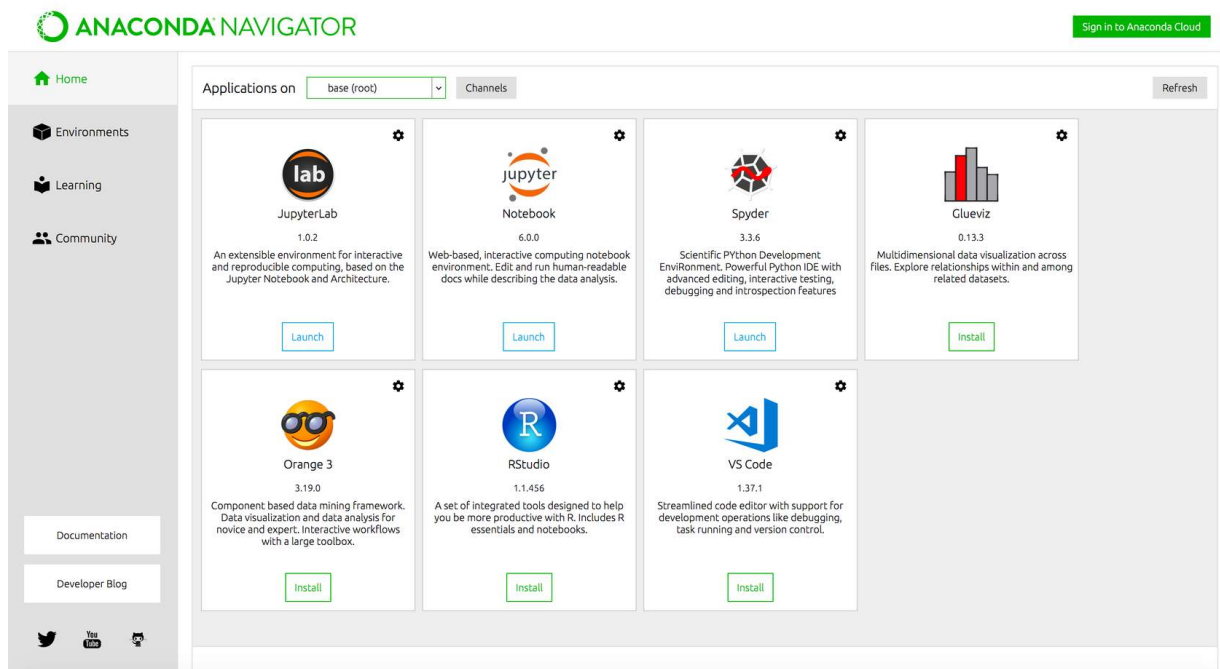 ANACONDA NAVIGATOR
Sign in to Anaconda Cloud
Home
Environments
Learning
Community
Documentation
Developer Blog
You
Tube
Applications on
base (root)
Channels
Refresh
lab
JupyterLab
1.0.2
An extensible environment for interactive
and reproducible computing, based on the
Jupyter Notebook and Architecture.
Launch
jupyter
Notebook
6.0.0
Web-based, interactive computing notebook
environment. Edit and run human-readable
docs while describing the data analysis.
Launch
Spyder
3.3.6
Scientific PYthon Development
EnviRonment. Powerful Python IDE with
advanced editing, interactive testing,
debugging and introspection features
Launch
Glueviz
0.13.3
Multidimensional data visualization across
files. Explore relationships within and among
related datasets.
Install
Orange 3
3.19.0
Component based data mining framework.
Data visualization and data analysis for
novice and expert. Interactive workflows
with a large toolbox.
Install
R
RStudio
1.1.456
A set of integrated tools designed to help
you be more productive with R. Includes R
essentials and notebooks.
Install
VS Code
1.37.1
Streamlined code editor with support for
development operations like debugging,
task running and version control.
Install